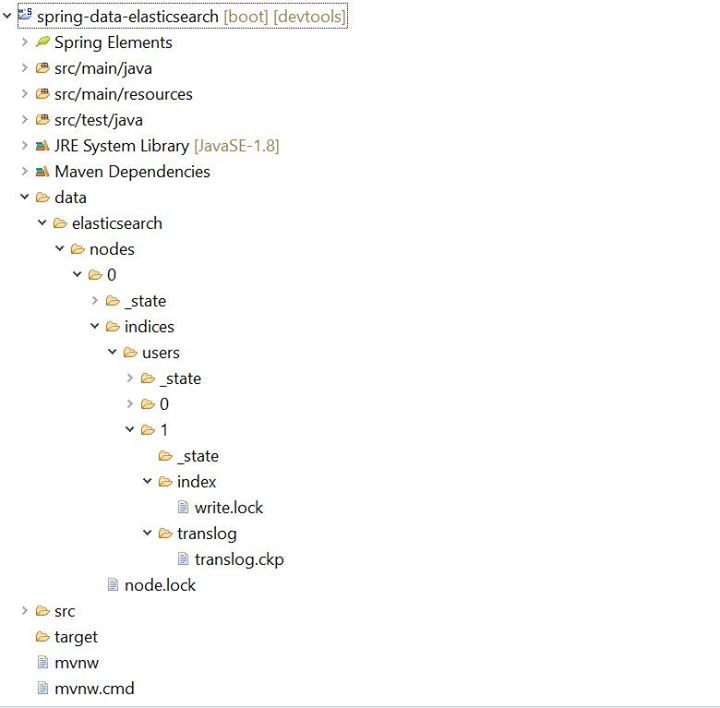 spring-data-elasticsearch [boot] [devtools]
Spring Elements
src/main/java
src/main/resources
src/test/java
JRE System Library [JavaSE-1.8]
Maven Dependencies
data
elasticsearch
nodes
0
_state
indices
users
_state
0
1
_state
index
write.lock
translog
translog.ckp
node.lock
src
target
mvnw
mvnw.cmd